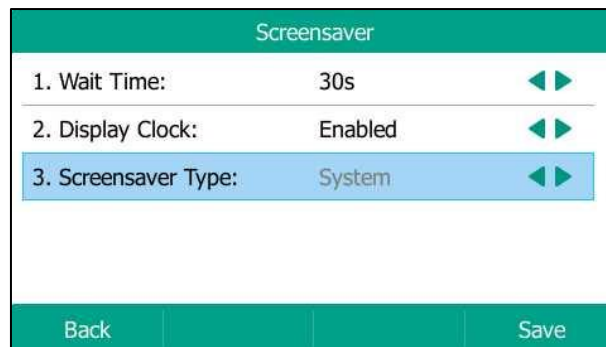 Screensaver
1. Wait Time: 30s
2. Display Clock: Enabled
3. Screensaver Type: System
Back Save